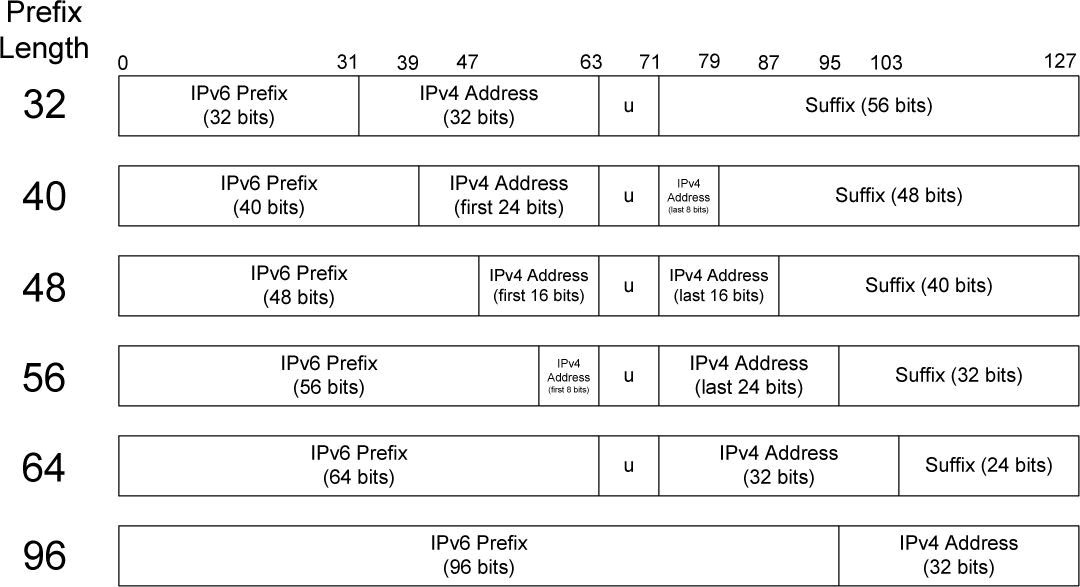 Prefix
Length
0 31 39 47 63 71 79 87 95 103 127
32
IPv6 Prefix
(32 bits)
IPv4 Address
(32 bits)
u
Suffix (56 bits)
40
IPv6 Prefix
(40 bits)
IPv4 Address
(first 24 bits)
u
IPv4
Address
(last 8 bits)
Suffix (48 bits)
48
IPv6 Prefix
(48 bits)
IPv4 Address
(first 16 bits)
u
IPv4 Address
(last 16 bits)
Suffix (40 bits)
56
IPv6 Prefix
(56 bits)
IPv4
Address
(first 8 bits)
u
IPv4 Address
(last 24 bits)
Suffix (32 bits)
64
IPv6 Prefix
(64 bits)
u
IPv4 Address
(32 bits)
Suffix (24 bits)
96
IPv6 Prefix
(96 bits)
IPv4 Address
(32 bits)